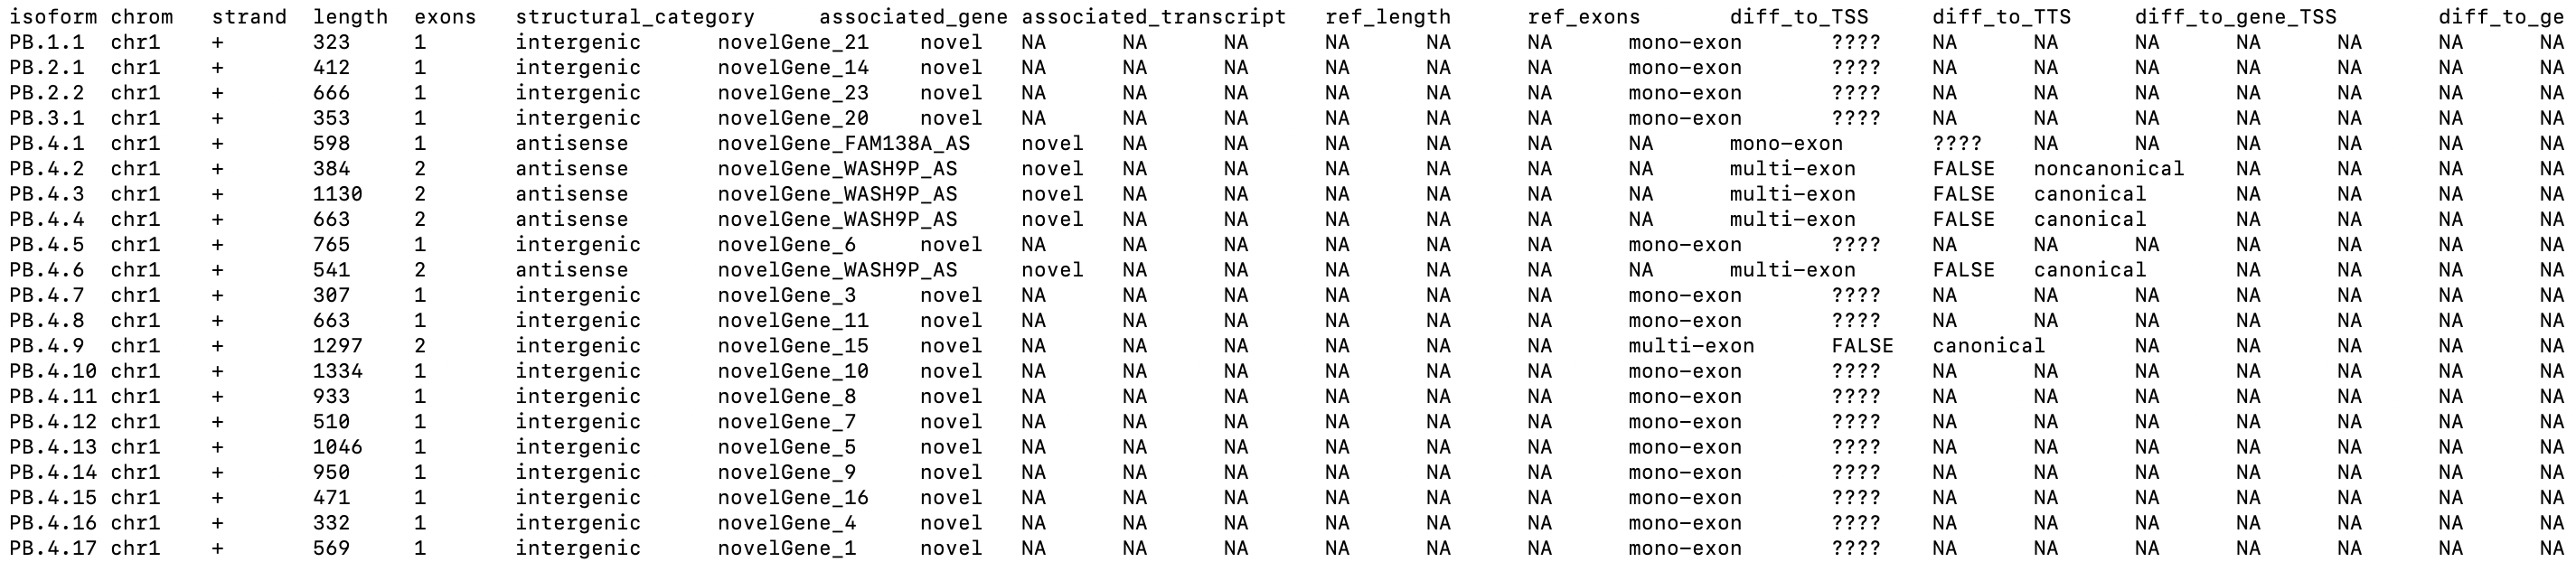 isoform chrom strand length exons structural_category associated_gene associated_transcript ref_length ref_exons diff_to_TSS diff_to_TTS diff_to_gene_TSS diff_to_ge
PB.1.1 chr1 + 323 1 intergenic novelGene_21 novel NA NA NA NA NA NA mono-exon ???? NA NA NA NA NA NA NA
PB.2.1 chr1 + 412 1 intergenic novelGene_14 novel NA NA NA NA NA NA mono-exon ???? NA NA NA NA NA NA NA
PB.2.2 chr1 + 666 1 intergenic novelGene_23 novel NA NA NA NA NA NA mono-exon ???? NA NA NA NA NA NA NA
PB.3.1 chr1 + 353 1 intergenic novelGene_20 novel NA NA NA NA NA NA mono-exon ???? NA NA NA NA NA NA NA
PB.4.1 chr1 + 598 1 antisense novelGene_FAM138A_AS novel NA NA NA NA NA NA mono-exon ???? NA NA NA NA NA NA
PB.4.2 chr1 + 384 2 antisense novelGene_WASH9P_AS novel NA NA NA NA NA NA multi-exon FALSE noncanonical NA NA NA NA
PB.4.3 chr1 + 1130 2 antisense novelGene_WASH9P_AS novel NA NA NA NA NA NA multi-exon FALSE canonical NA NA NA NA
PB.4.4 chr1 + 663 2 antisense novelGene_WASH9P_AS novel NA NA NA NA NA NA multi-exon FALSE canonical NA NA NA NA
PB.4.5 chr1 + 765 1 intergenic novelGene_6 novel NA NA NA NA NA NA mono-exon ???? NA NA NA NA NA NA NA
PB.4.6 chr1 + 541 2 antisense novelGene_WASH9P_AS novel NA NA NA NA NA NA multi-exon FALSE canonical NA NA NA NA
PB.4.7 chr1 + 307 1 intergenic novelGene_3 novel NA NA NA NA NA NA mono-exon ???? NA NA NA NA NA NA NA
PB.4.8 chr1 + 663 1 intergenic novelGene_11 novel NA NA NA NA NA NA mono-exon ???? NA NA NA NA NA NA NA
PB.4.9 chr1 + 1297 2 intergenic novelGene_15 novel NA NA NA NA NA NA multi-exon FALSE canonical NA NA NA NA NA
PB.4.10 chr1 + 1334 1 intergenic novelGene_10 novel NA NA NA NA NA NA mono-exon ???? NA NA NA NA NA NA NA
PB.4.11 chr1 + 933 1 intergenic novelGene_8 novel NA NA NA NA NA NA mono-exon ???? NA NA NA NA NA NA NA
PB.4.12 chr1 + 510 1 intergenic novelGene_7 novel NA NA NA NA NA NA mono-exon ???? NA NA NA NA NA NA NA
PB.4.13 chr1 + 1046 1 intergenic novelGene_5 novel NA NA NA NA NA NA mono-exon ???? NA NA NA NA NA NA NA
PB.4.14 chr1 + 950 1 intergenic novelGene_9 novel NA NA NA NA NA NA mono-exon ???? NA NA NA NA NA NA NA
PB.4.15 chr1 + 471 1 intergenic novelGene_16 novel NA NA NA NA NA NA mono-exon ???? NA NA NA NA NA NA NA
PB.4.16 chr1 + 332 1 intergenic novelGene_4 novel NA NA NA NA NA NA mono-exon ???? NA NA NA NA NA NA NA
PB.4.17 chr1 + 569 1 intergenic novelGene_1 novel NA NA NA NA NA NA mono-exon ???? NA NA NA NA NA NA NA